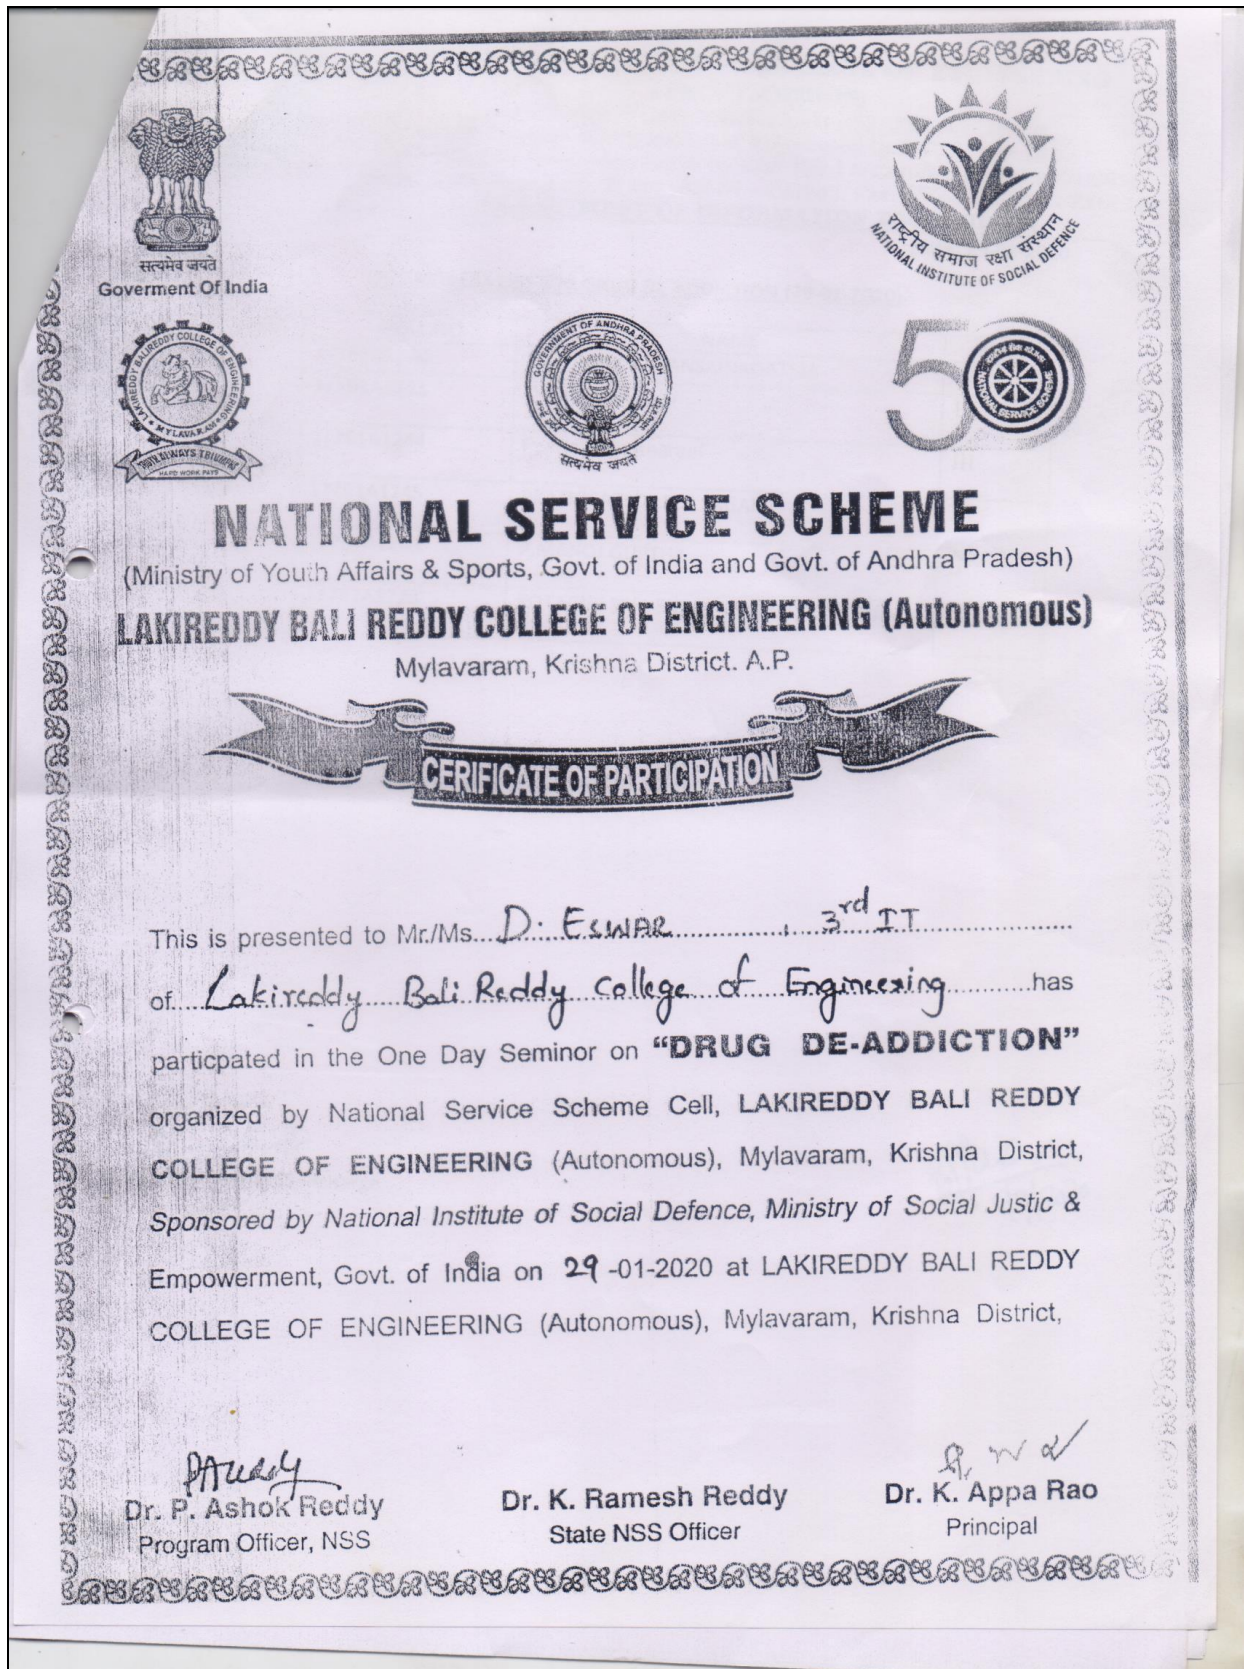 सत्यमेव जयते
Goverment Of India
राष्ट्रीय समाज रक्षा संस्थान
NATIONAL INSTITUTE OF SOCIAL DEFENCE
LAKIREDDY BALIREDDY COLLEGE OF ENGINEERING
MYLAVARAM
HARD WORK PAYS
GOVERNMENT OF ANDHRA PRADESH
सत्यमेव जयते
50
NATIONAL SERVICE SCHEME
NATIONAL SERVICE SCHEME
(Ministry of Youth Affairs & Sports, Govt. of India and Govt. of Andhra Pradesh)
LAKIREDDY BALI REDDY COLLEGE OF ENGINEERING (Autonomous)
Mylavaram, Krishna District. A.P.
CERIFICATE OF PARTICIPATION
This is presented to Mr./Ms. D. ESWAR, 3rd IT
of Lakireddy Bali Reddy College of Engineering has
particpated in the One Day Seminor on “DRUG DE-ADDICTION”
organized by National Service Scheme Cell, LAKIREDDY BALI REDDY
COLLEGE OF ENGINEERING (Autonomous), Mylavaram, Krishna District,
Sponsored by National Institute of Social Defence, Ministry of Social Justic &
Empowerment, Govt. of India on 29-01-2020 at LAKIREDDY BALI REDDY
COLLEGE OF ENGINEERING (Autonomous), Mylavaram, Krishna District,
Dr. P. Ashok Reddy
Program Officer, NSS
Dr. K. Ramesh Reddy
State NSS Officer
Dr. K. Appa Rao
Principal